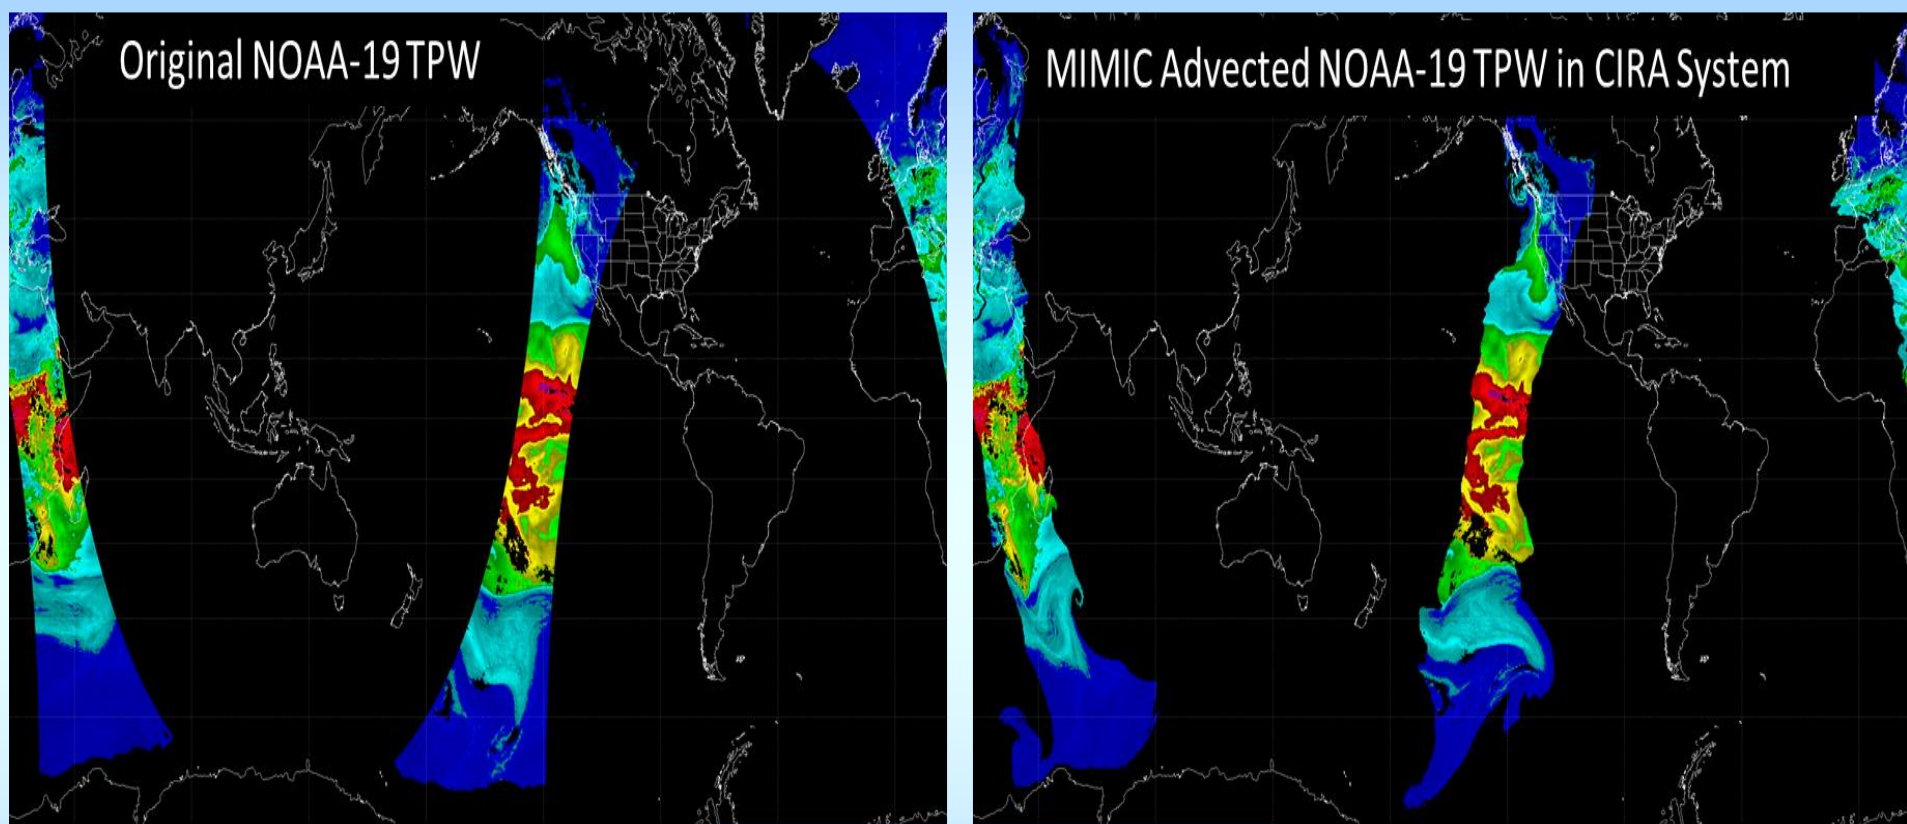 Original NOAA-19 TPW
MIMIC Advected NOAA-19 TPW in CIRA System